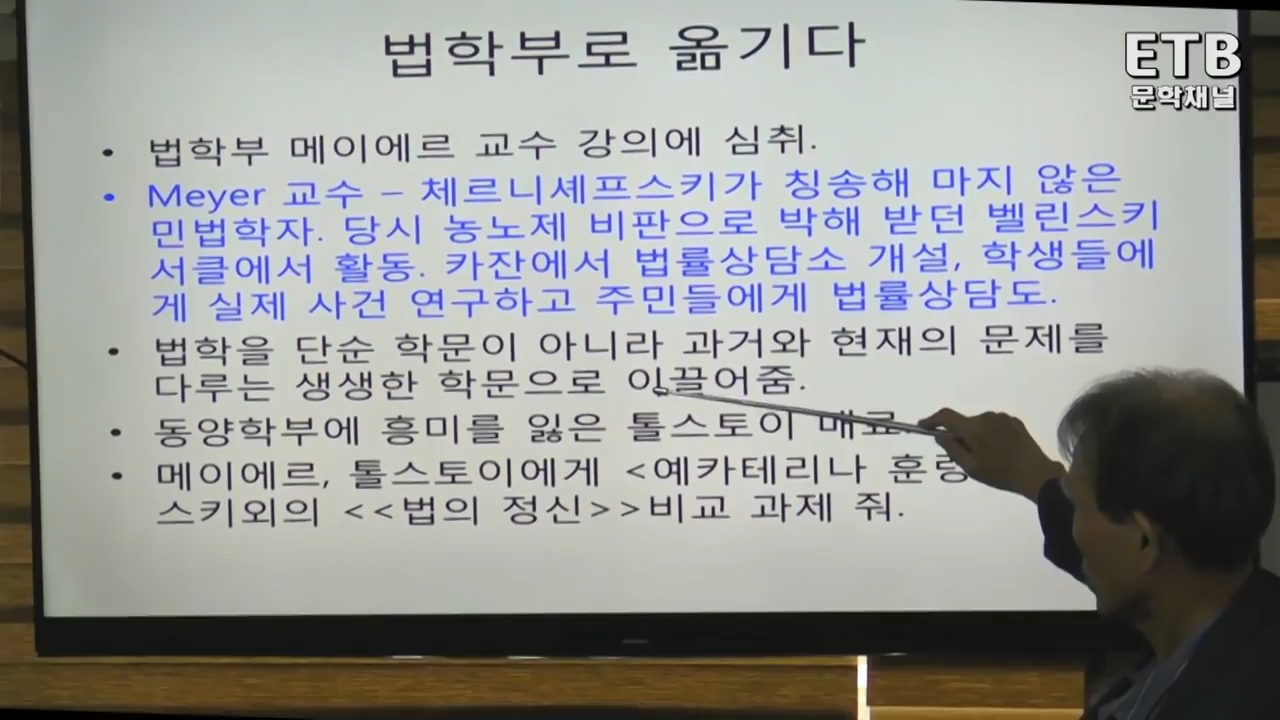 법학부로 옮기다
ETB
문학채널
• 법학부 메이에르 교수 강의에 심취.
• Meyer 교수 – 체르니셰프스키가 칭송해 마지 않은
민법학자. 당시 농노제 비판으로 박해 받던 벨린스키
서클에서 활동. 카잔에서 법률상담소 개설, 학생들에
게 실제 사건 연구하고 주민들에게 법률상담도.
• 법학을 단순 학문이 아니라 과거와 현재의 문제를
다루는 생생한 학문으로 이끌어줌.
• 동양학부에 흥미를 잃은 톨스토이 매료.
• 메이에르, 톨스토이에게 <예카테리나 훈령
스키외의 <<법의 정신>>비교 과제 줘.